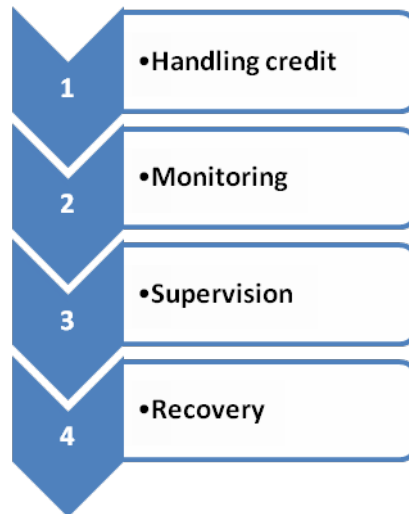 1
•Handling credit
2
•Monitoring
3
•Supervision
4
•Recovery